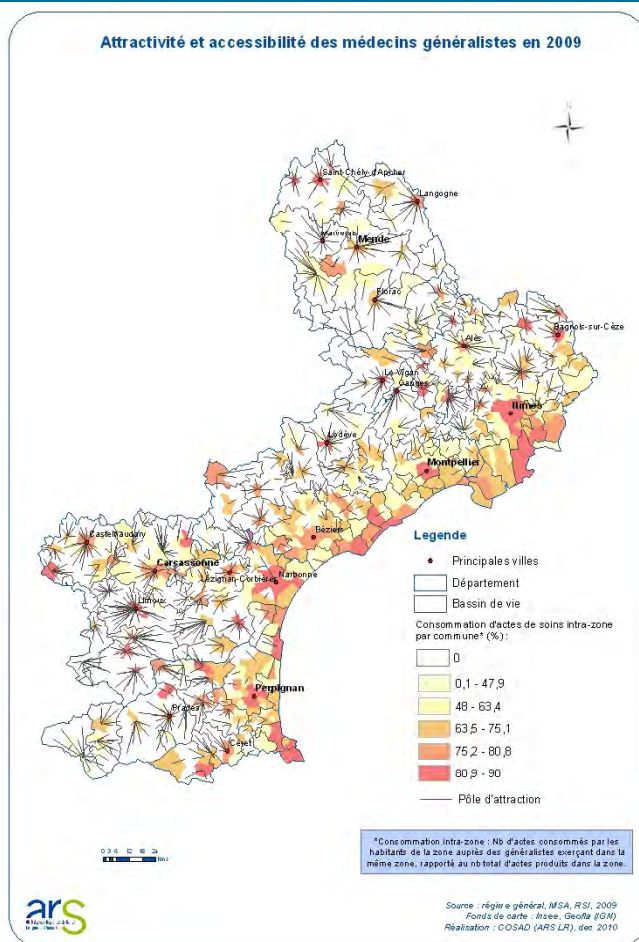 Attractivité et accessibilité des médecins généralistes en 2009
N
Saint-Chély-d'Apcher
Langogne
Mende
Florac
Bagnols-sur-Cèze
Alès
Le Vigan
Ganges
Nîmes
Lodève
Montpellier
Béziers
Castelnaudary
Carcassonne
Lézignan-Corbières
Narbonne
Limoux
Perpignan
Prades
Céret
Legende
Principales villes
Département
Bassin de vie
Consommation d'actes de soins intra-zone
par commune* (%) :
0
0,1 - 47,9
48 - 63,4
63,5 - 75,1
75,2 - 80,8
80,9 - 90
Pôle d'attraction
*Consommation intra-zone : Nb d'actes consommés par les
habitants de la zone auprès des généralistes exerçant dans la
même zone, rapporté au nb total d'actes produits dans la zone.
ars
Source : régime général, MSA, RSI, 2009
Fonds de carte : Insee, Geofla (IGN)
Réalisation : COSAD (ARS LR), dec 2010